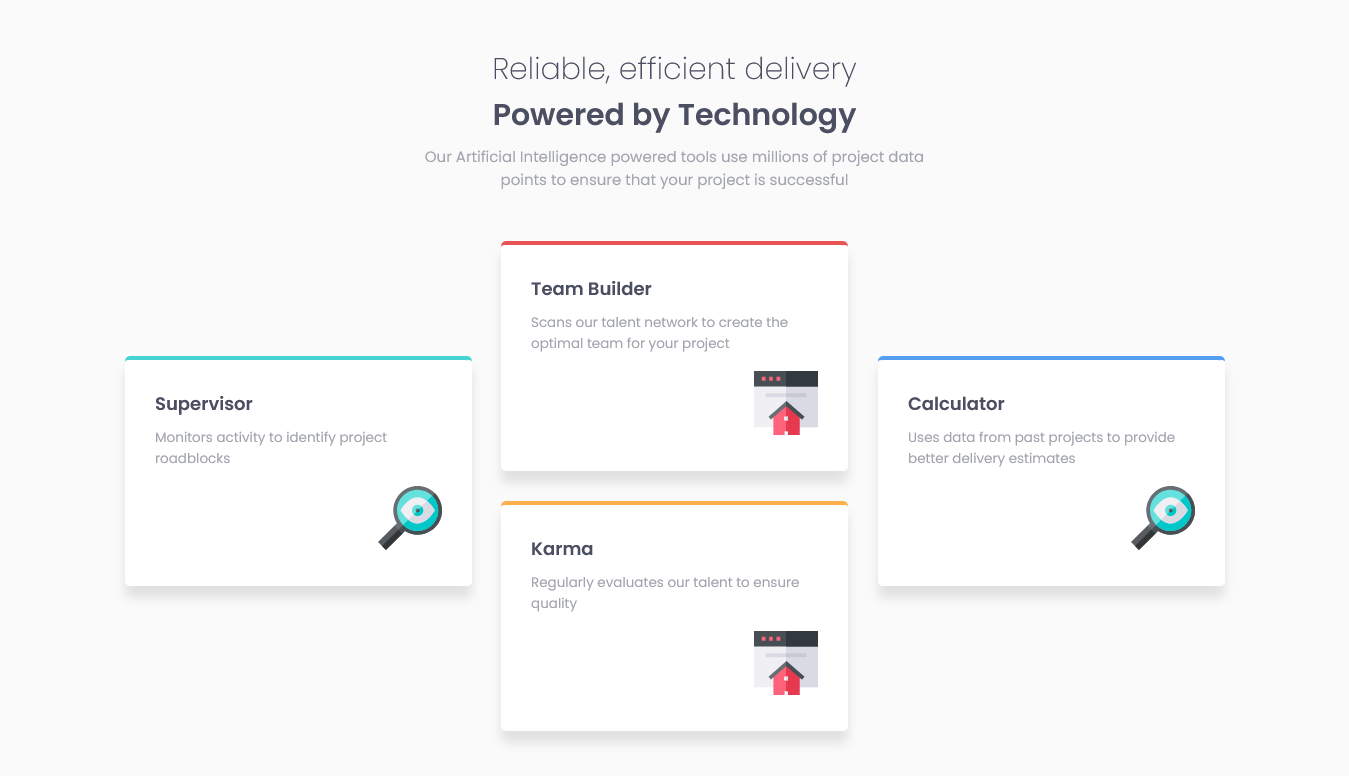 Reliable, efficient delivery
Powered by Technology
Our Artificial Intelligence powered tools use millions of project data
points to ensure that your project is successful
Supervisor
Monitors activity to identify project
roadblocks
Team Builder
Scans our talent network to create the
optimal team for your project
Karma
Regularly evaluates our talent to ensure
quality
Calculator
Uses data from past projects to provide
better delivery estimates